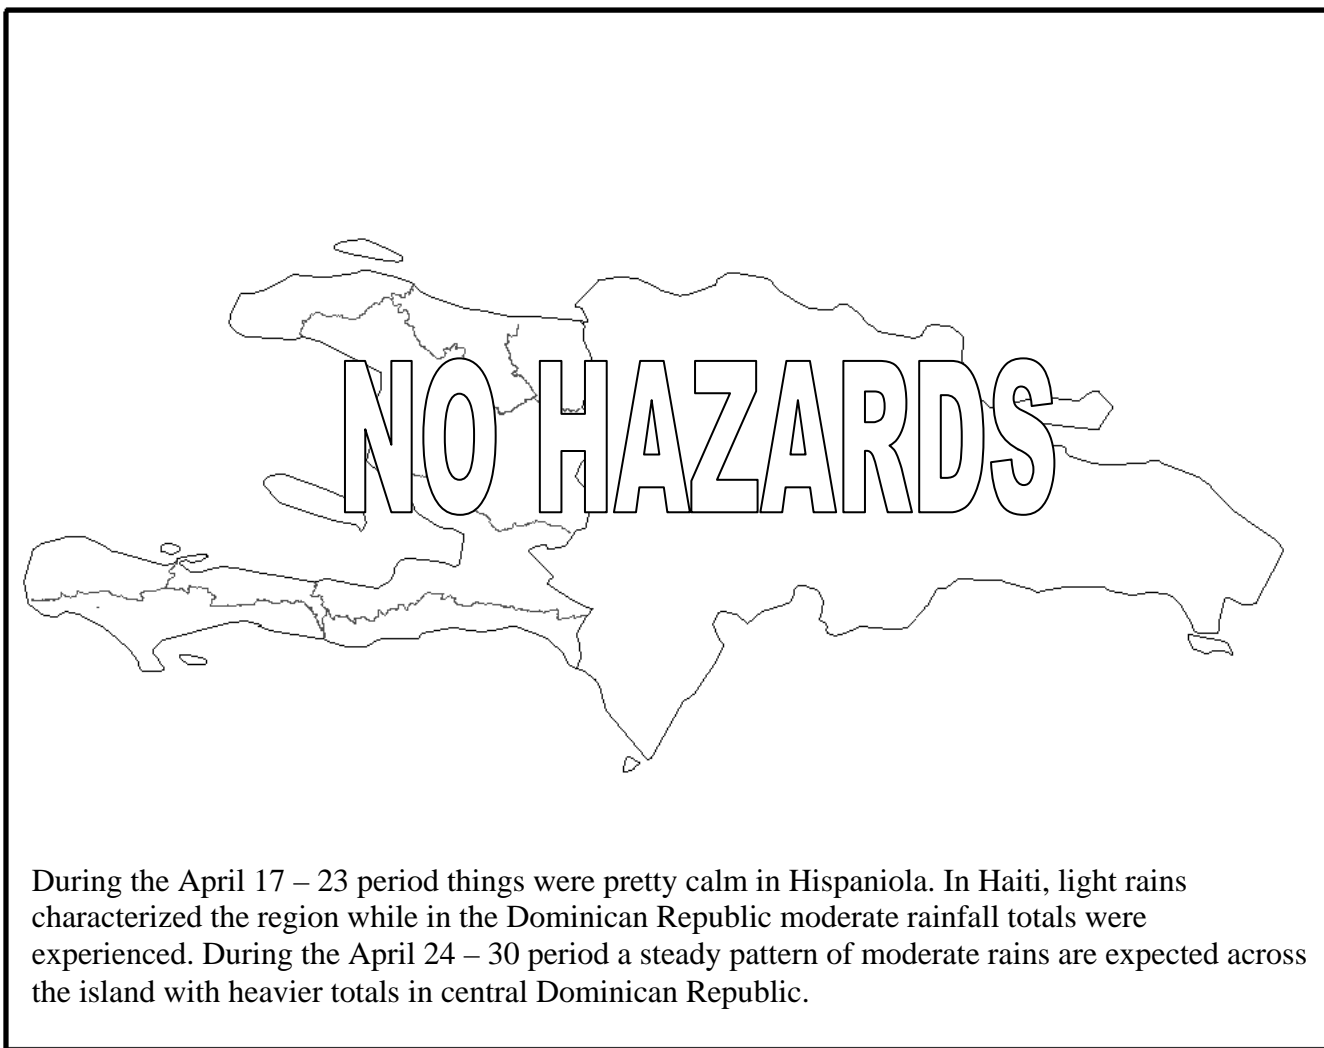 NO HAZARDS
During the April 17 – 23 period things were pretty calm in Hispaniola. In Haiti, light rains
characterized the region while in the Dominican Republic moderate rainfall totals were
experienced. During the April 24 – 30 period a steady pattern of moderate rains are expected across
the island with heavier totals in central Dominican Republic.